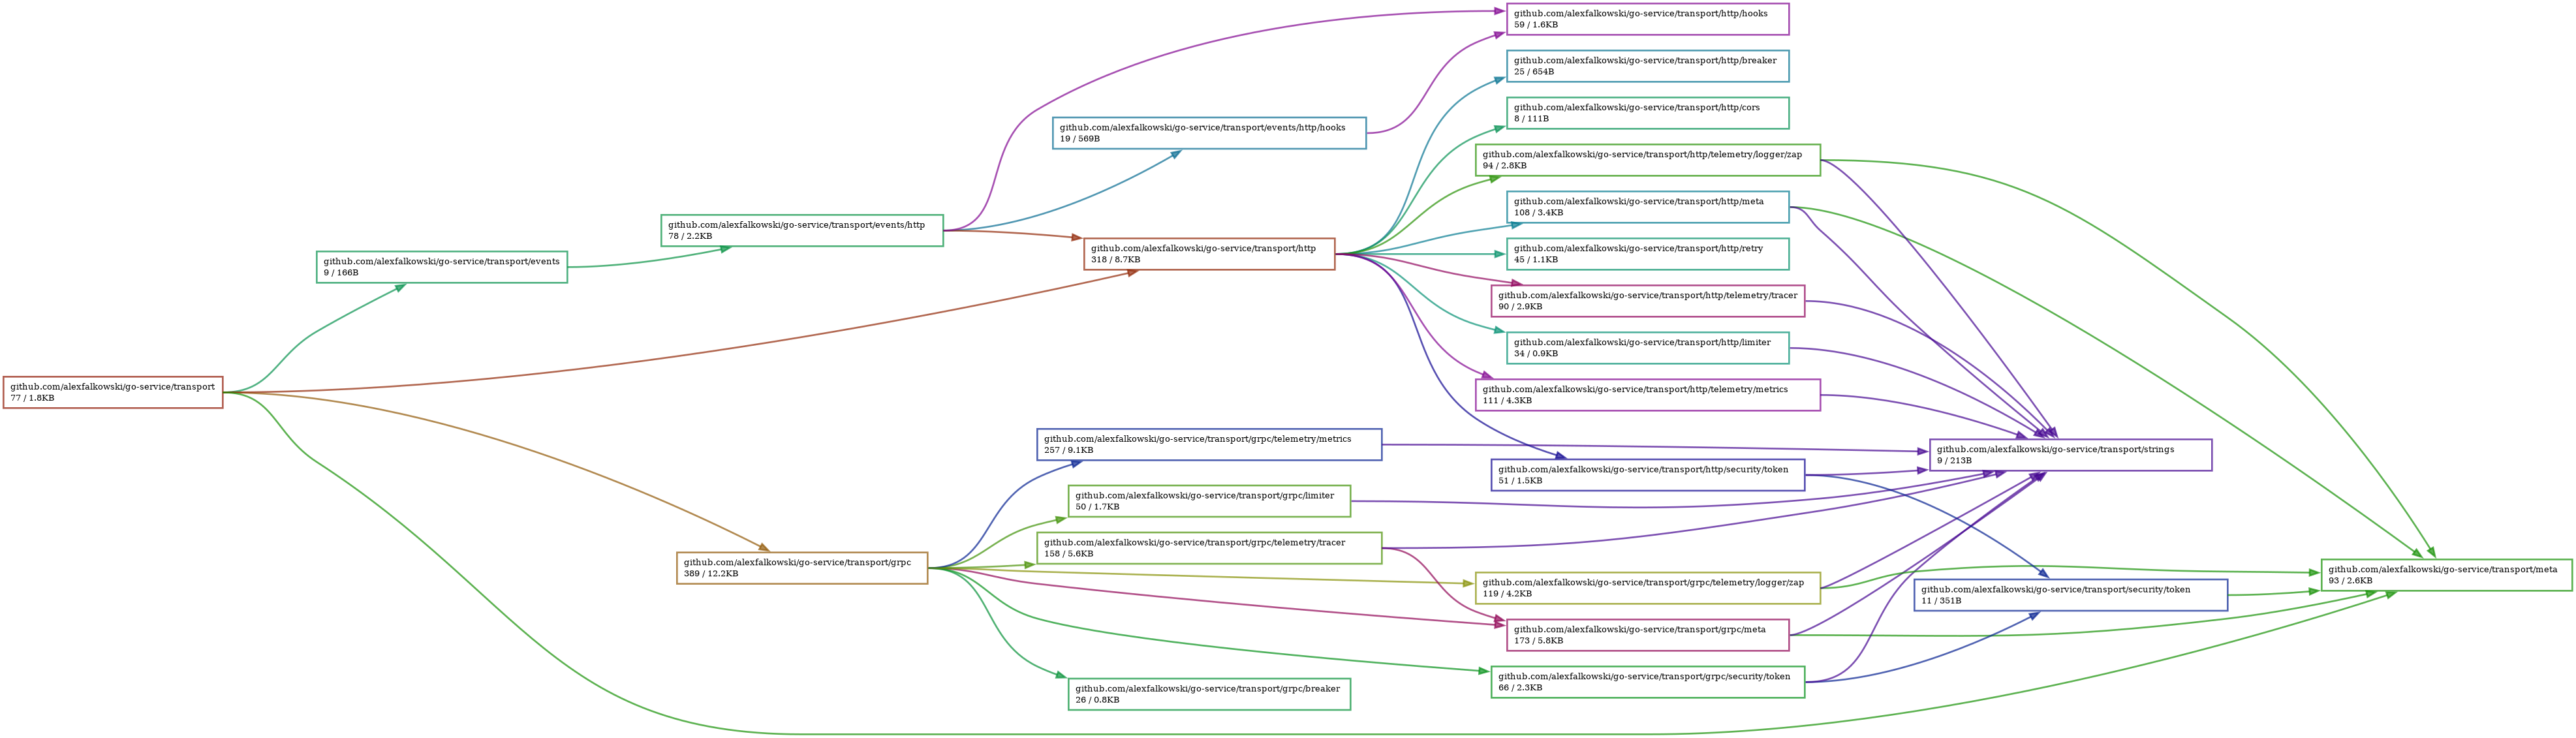 github.com/alexfalkowski/go-service/transport
77 / 1.8KB
github.com/alexfalkowski/go-service/transport/events
9 / 166B
github.com/alexfalkowski/go-service/transport/events/http
78 / 2.2KB
github.com/alexfalkowski/go-service/transport/grpc
389 / 12.2KB
github.com/alexfalkowski/go-service/transport/events/http/hooks
19 / 569B
github.com/alexfalkowski/go-service/transport/http
318 / 8.7KB
github.com/alexfalkowski/go-service/transport/grpc/telemetry/metrics
257 / 9.1KB
github.com/alexfalkowski/go-service/transport/grpc/limiter
50 / 1.7KB
github.com/alexfalkowski/go-service/transport/grpc/telemetry/tracer
158 / 5.6KB
github.com/alexfalkowski/go-service/transport/grpc/breaker
26 / 0.8KB
github.com/alexfalkowski/go-service/transport/http/hooks
59 / 1.6KB
github.com/alexfalkowski/go-service/transport/http/breaker
25 / 654B
github.com/alexfalkowski/go-service/transport/http/cors
8 / 111B
github.com/alexfalkowski/go-service/transport/http/telemetry/logger/zap
94 / 2.8KB
github.com/alexfalkowski/go-service/transport/http/meta
108 / 3.4KB
github.com/alexfalkowski/go-service/transport/http/retry
45 / 1.1KB
github.com/alexfalkowski/go-service/transport/http/telemetry/tracer
90 / 2.9KB
github.com/alexfalkowski/go-service/transport/http/limiter
34 / 0.9KB
github.com/alexfalkowski/go-service/transport/http/telemetry/metrics
111 / 4.3KB
github.com/alexfalkowski/go-service/transport/http/security/token
51 / 1.5KB
github.com/alexfalkowski/go-service/transport/grpc/telemetry/logger/zap
119 / 4.2KB
github.com/alexfalkowski/go-service/transport/grpc/meta
173 / 5.8KB
github.com/alexfalkowski/go-service/transport/grpc/security/token
66 / 2.3KB
github.com/alexfalkowski/go-service/transport/strings
9 / 213B
github.com/alexfalkowski/go-service/transport/security/token
11 / 351B
github.com/alexfalkowski/go-service/transport/meta
93 / 2.6KB